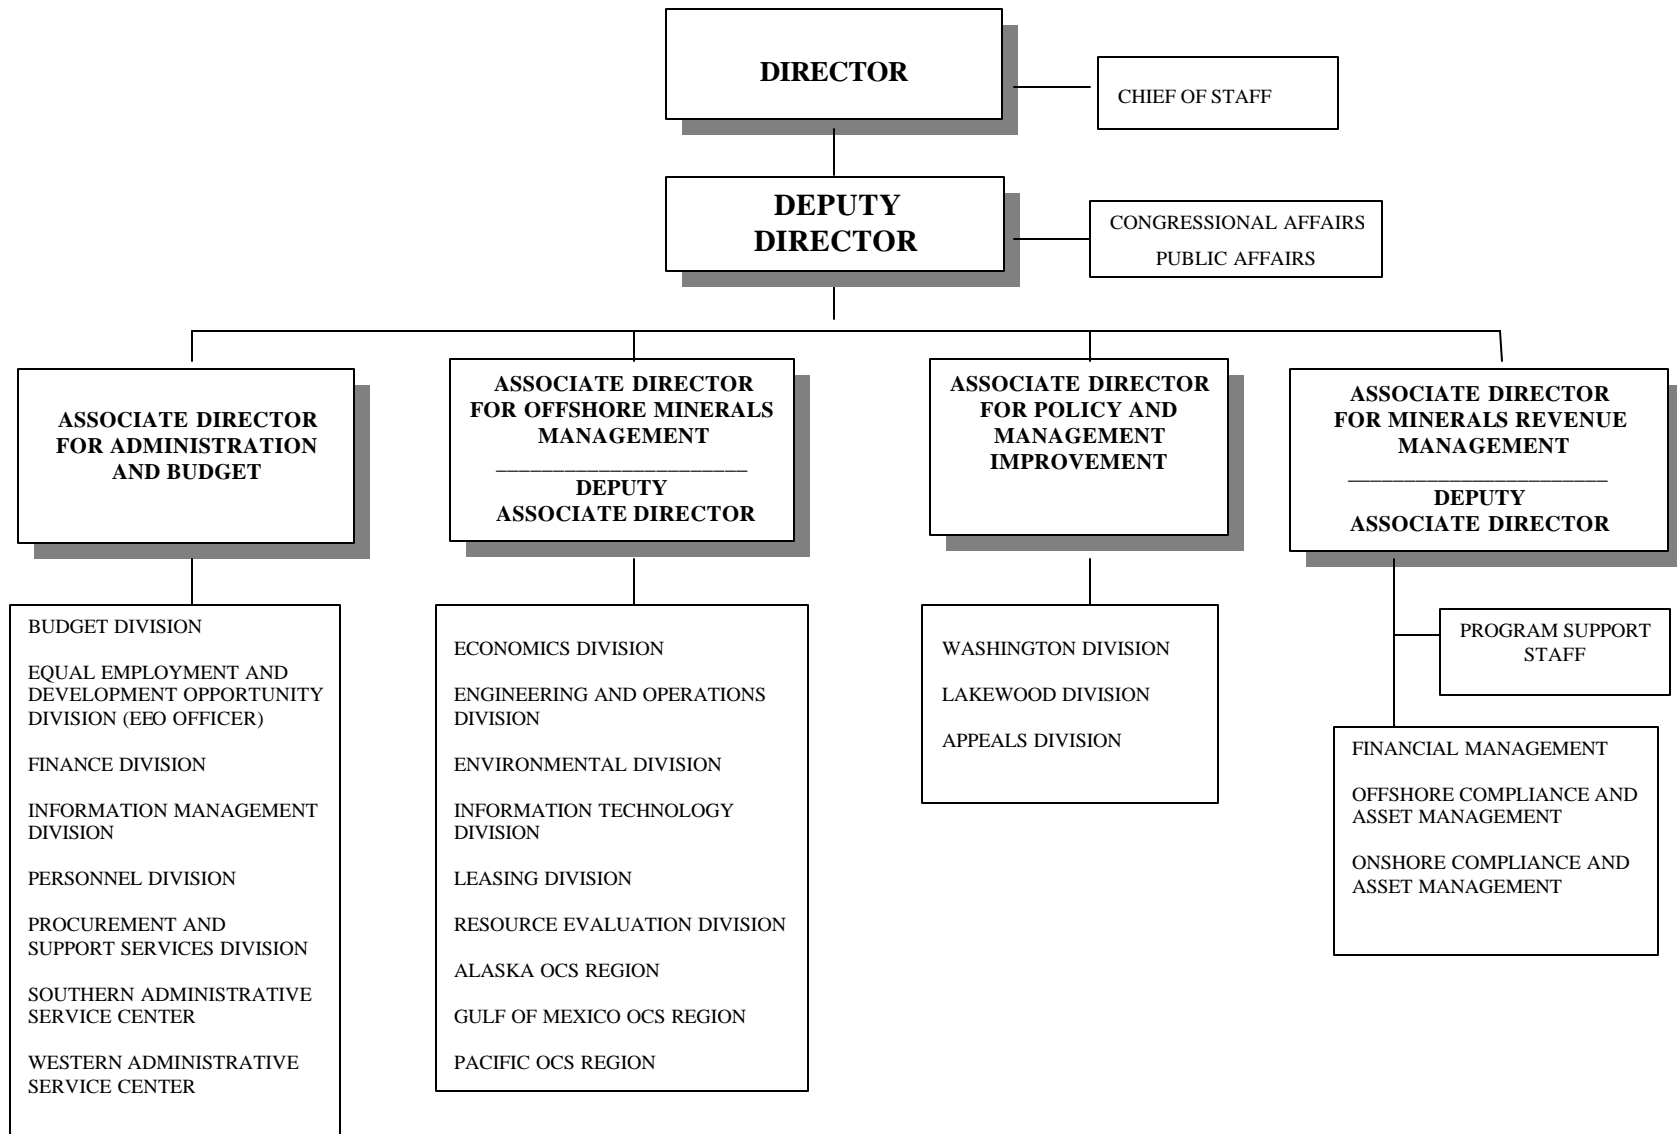 DIRECTOR
CHIEF OF STAFF
DEPUTY
DIRECTOR
CONGRESSIONAL AFFAIRS
PUBLIC AFFAIRS
ASSOCIATE DIRECTOR
FOR ADMINISTRATION
AND BUDGET
ASSOCIATE DIRECTOR
FOR OFFSHORE MINERALS
MANAGEMENT
DEPUTY
ASSOCIATE DIRECTOR
ASSOCIATE DIRECTOR
FOR POLICY AND
MANAGEMENT
IMPROVEMENT
ASSOCIATE DIRECTOR
FOR MINERALS REVENUE
MANAGEMENT
DEPUTY
ASSOCIATE DIRECTOR
BUDGET DIVISION
EQUAL EMPLOYMENT AND
DEVELOPMENT OPPORTUNITY
DIVISION (EEO OFFICER)
FINANCE DIVISION
INFORMATION MANAGEMENT
DIVISION
PERSONNEL DIVISION
PROCUREMENT AND
SUPPORT SERVICES DIVISION
SOUTHERN ADMINISTRATIVE
SERVICE CENTER
WESTERN ADMINISTRATIVE
SERVICE CENTER
ECONOMICS DIVISION
ENGINEERING AND OPERATIONS
DIVISION
ENVIRONMENTAL DIVISION
INFORMATION TECHNOLOGY
DIVISION
LEASING DIVISION
RESOURCE EVALUATION DIVISION
ALASKA OCS REGION
GULF OF MEXICO OCS REGION
PACIFIC OCS REGION
WASHINGTON DIVISION
LAKEWOOD DIVISION
APPEALS DIVISION
PROGRAM SUPPORT
STAFF
FINANCIAL MANAGEMENT
OFFSHORE COMPLIANCE AND
ASSET MANAGEMENT
ONSHORE COMPLIANCE AND
ASSET MANAGEMENT